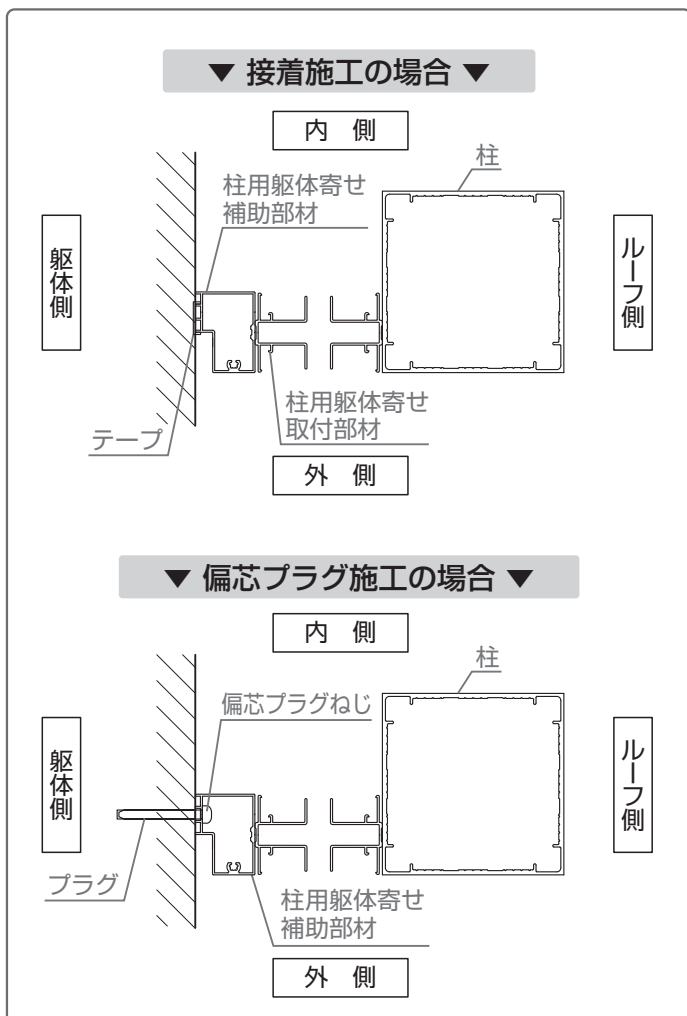 ▼ 接着施工の場合 ▼
内 側
柱
柱用躯体寄せ
補助部材
躯体側
ルーフ側
柱用躯体寄せ
取付部材
テープ
外 側
▼ 偏芯プラグ施工の場合 ▼
内 側
柱
偏芯プラグねじ
躯体側
ルーフ側
プラグ
柱用躯体寄せ
補助部材
外 側